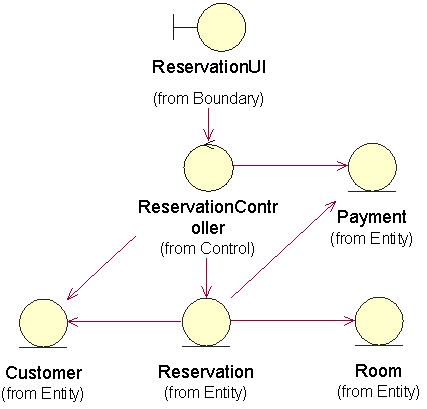 ReservationUI
(from Boundary)
ReservationContr
oller
(from Control)
Payment
(from Entity)
Customer
(from Entity)
Reservation
(from Entity)
Room
(from Entity)